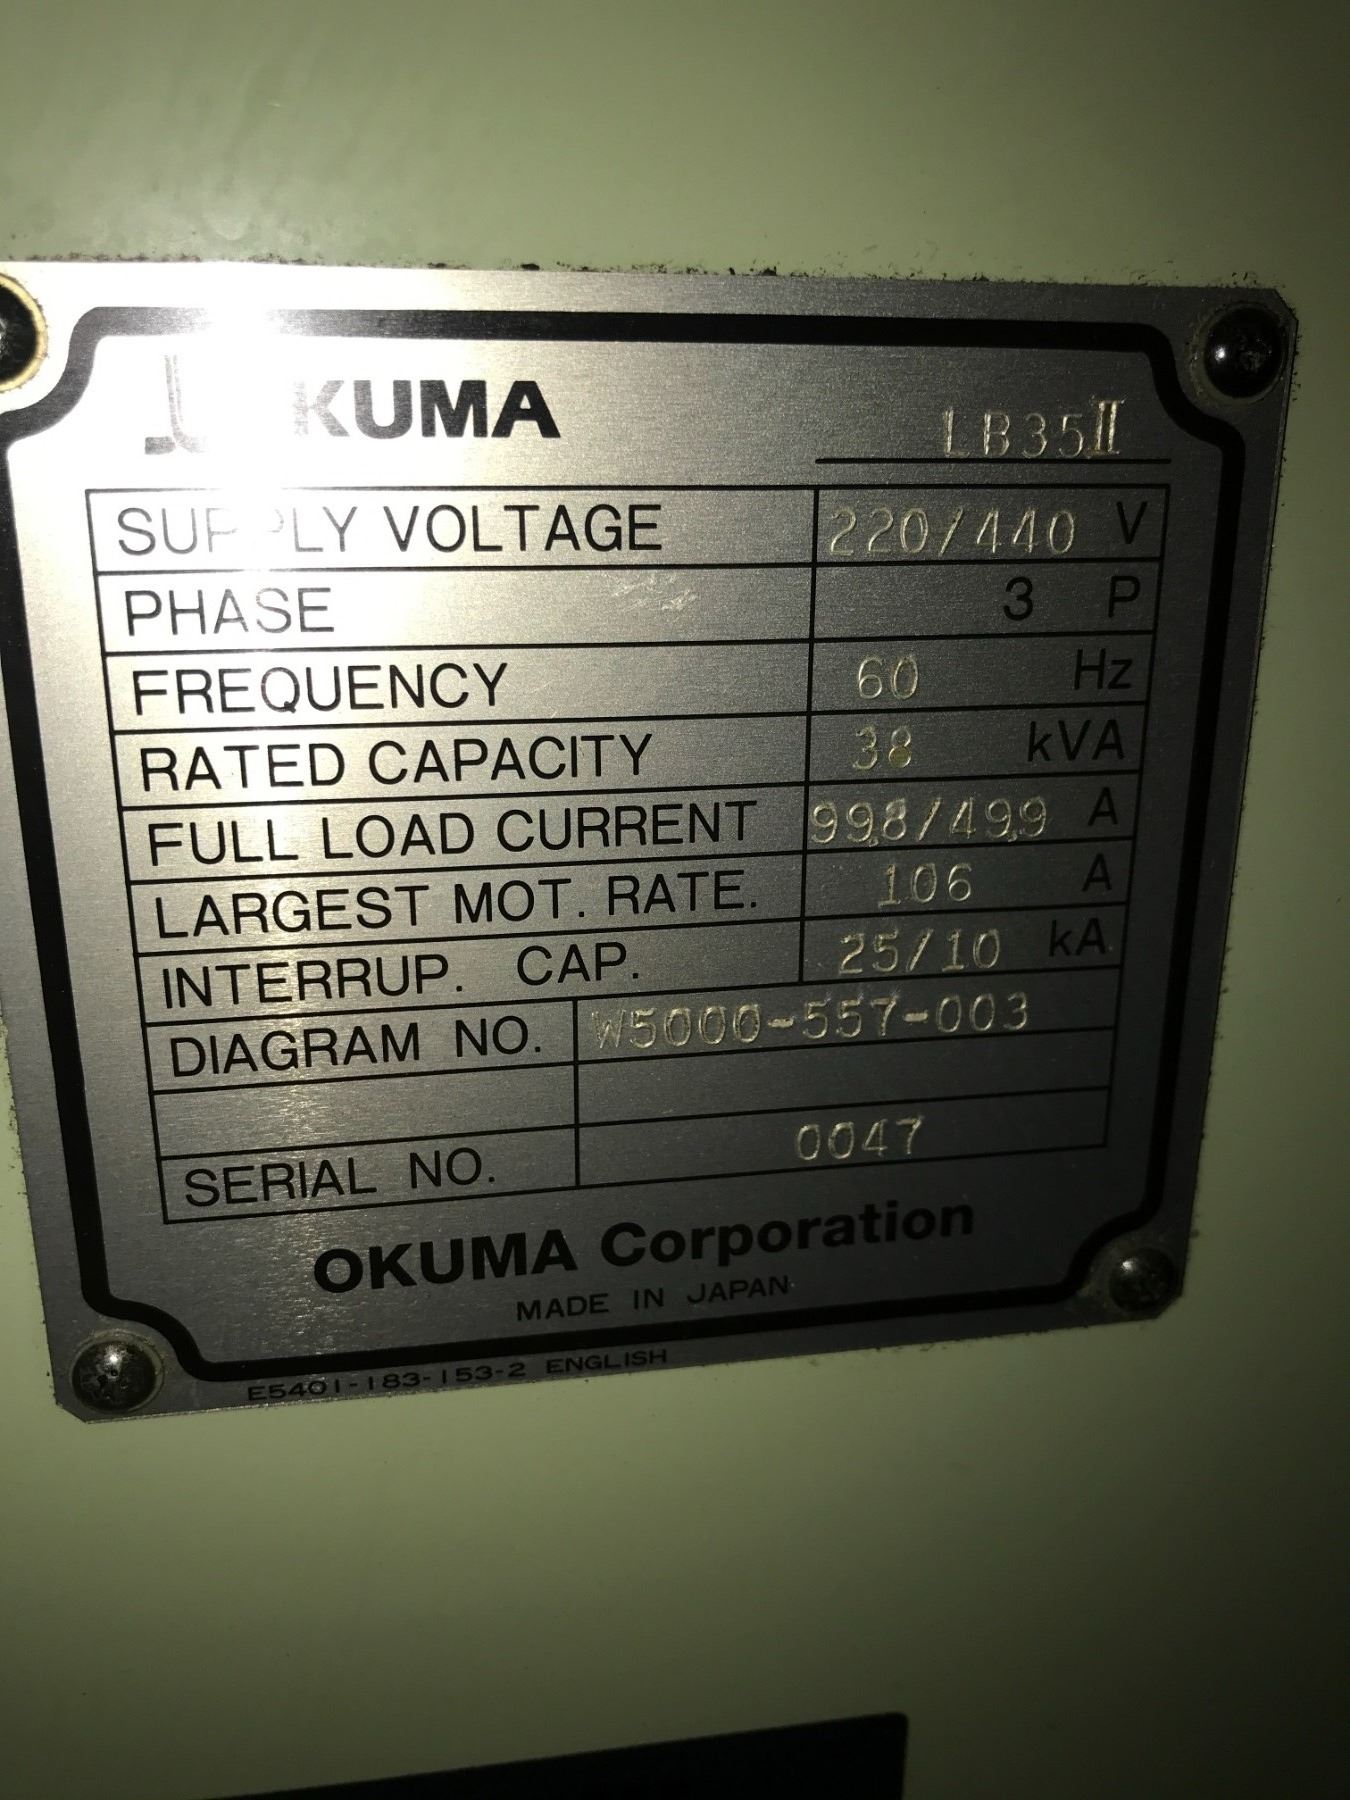 OKUMA LB35II
SUPPLY VOLTAGE 220/440 V
PHASE 3 P
FREQUENCY 60 Hz
RATED CAPACITY 38 kVA
FULL LOAD CURRENT 99.8/49.9 A
LARGEST MOT. RATE. 106 A
INTERRUP. CAP. 25/10 kA
DIAGRAM NO. W5000-557-003
SERIAL NO. 0047
OKUMA Corporation
MADE IN JAPAN
E5401-183-153-2 ENGLISH